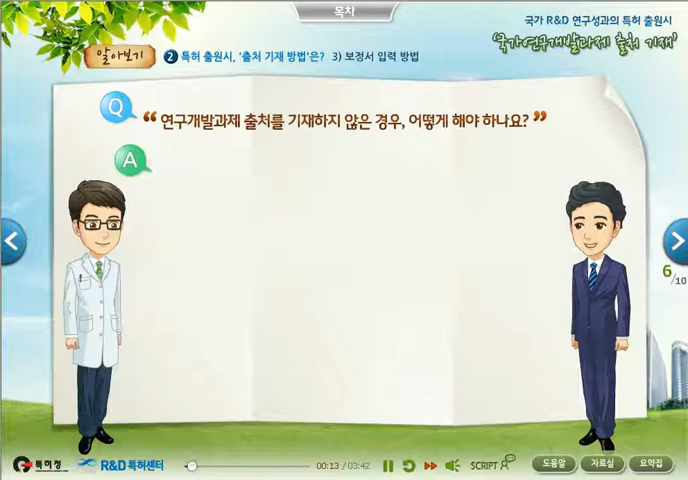 목차
국가 R&D 연구성과의 특허 출원시
'국가연구개발과제 출처 기재'
알아보기
2 특허 출원시, '출처 기재 방법'은? 3) 보정서 입력 방법
Q
“연구개발과제 출처를 기재하지 않은 경우, 어떻게 해야 하나요?”
A
6
/10
특허청
R&D 특허센터
00:13 / 03:42
SCRIPT
도움말
자료실
요약집